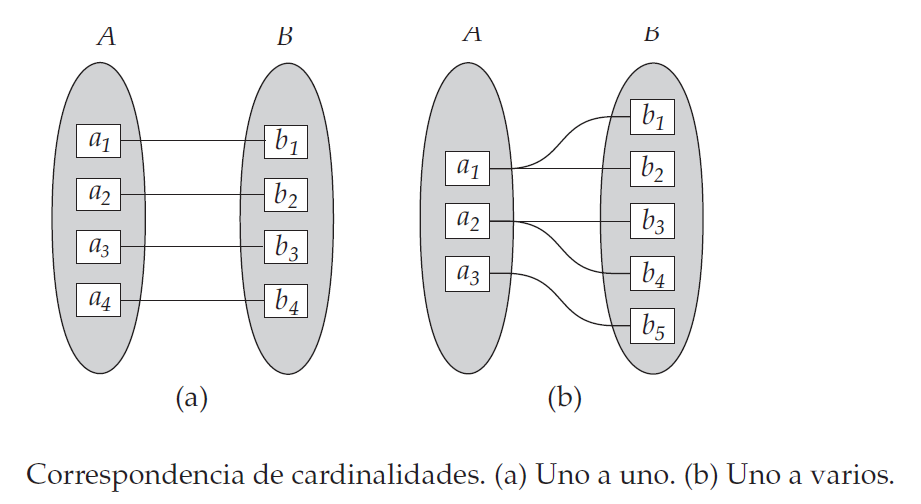 A B A B
a1 b1
a2 b2
a3 b3
a4 b4
(a)
a1 b1
a2 b2
a3 b3
b4
b5
(b)
Correspondencia de cardinalidades. (a) Uno a uno. (b) Uno a varios.